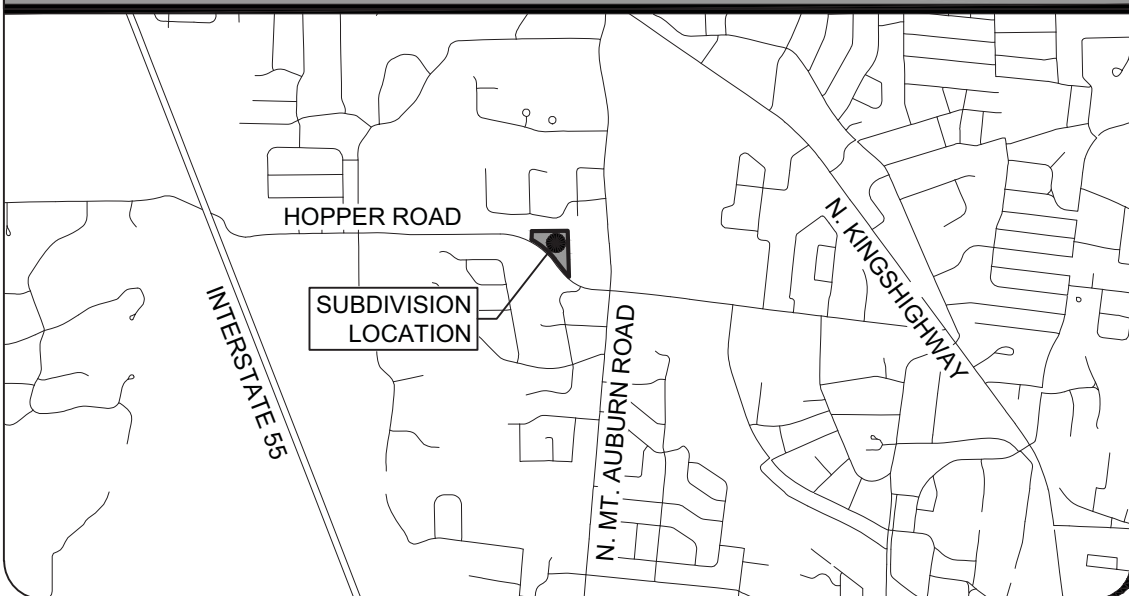 HOPPER ROAD
SUBDIVISION
LOCATION
INTERSTATE 55
N. MT. AUBURN ROAD
N. KINGSHIGHWAY